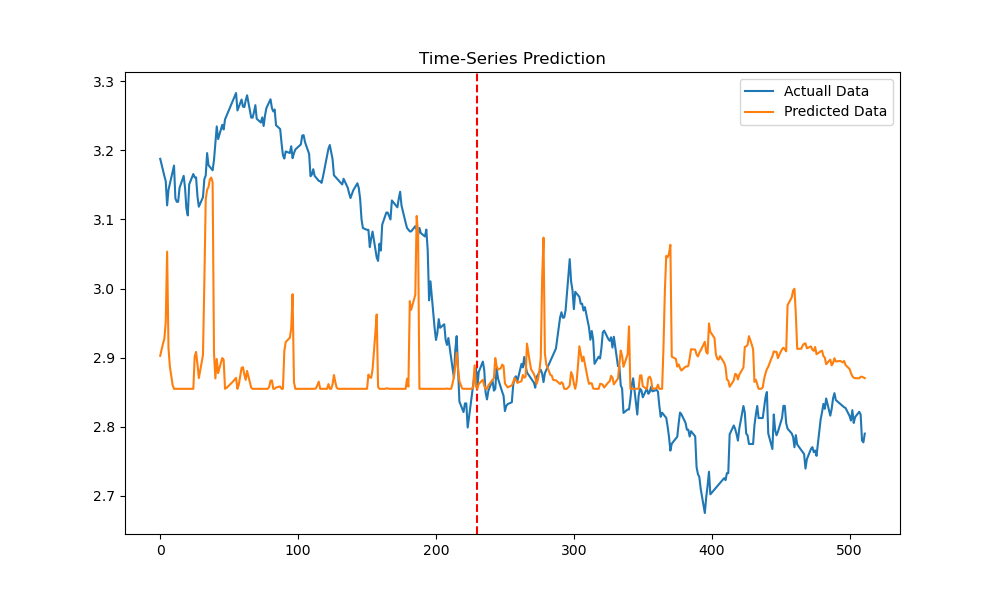 Time-Series Prediction
Actuall Data
Predicted Data
3.3
3.2
3.1
3.0
2.9
2.8
2.7
0 100 200 300 400 500